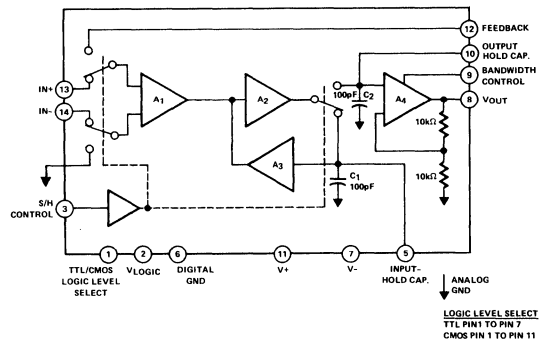 12 FEEDBACK
10 OUTPUT
HOLD CAP.
9 BANDWIDTH
CONTROL
8 VOUT
IN+ 13
IN- 14
A1
A2
A3
A4
100pF C2
10kΩ
10kΩ
C1
100pF
S/H
CONTROL 3
1 2 6 11 7 5
TTL/CMOS
LOGIC LEVEL
SELECT
VLOGIC
DIGITAL
GND
V+
V-
INPUT-
HOLD CAP.
ANALOG
GND
LOGIC LEVEL SELECT
TTL PIN1 TO PIN 7
CMOS PIN 1 TO PIN 11